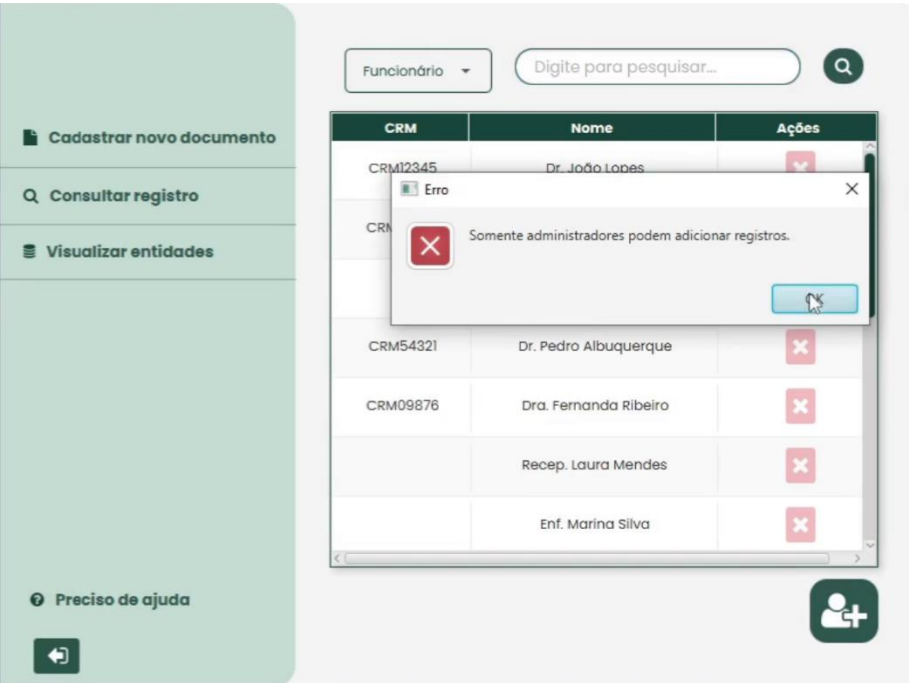 Funcionário
Digite para pesquisar...
Cadastrar novo documento
Consultar registro
Visualizar entidades
CRM Nome Ações
CRM12345 Dr. João Lopes
Erro
Somente administradores podem adicionar registros.
OK
CRM54321 Dr. Pedro Albuquerque
CRM09876 Dra. Fernanda Ribeiro
Recep. Laura Mendes
Enf. Marina Silva
Preciso de ajuda